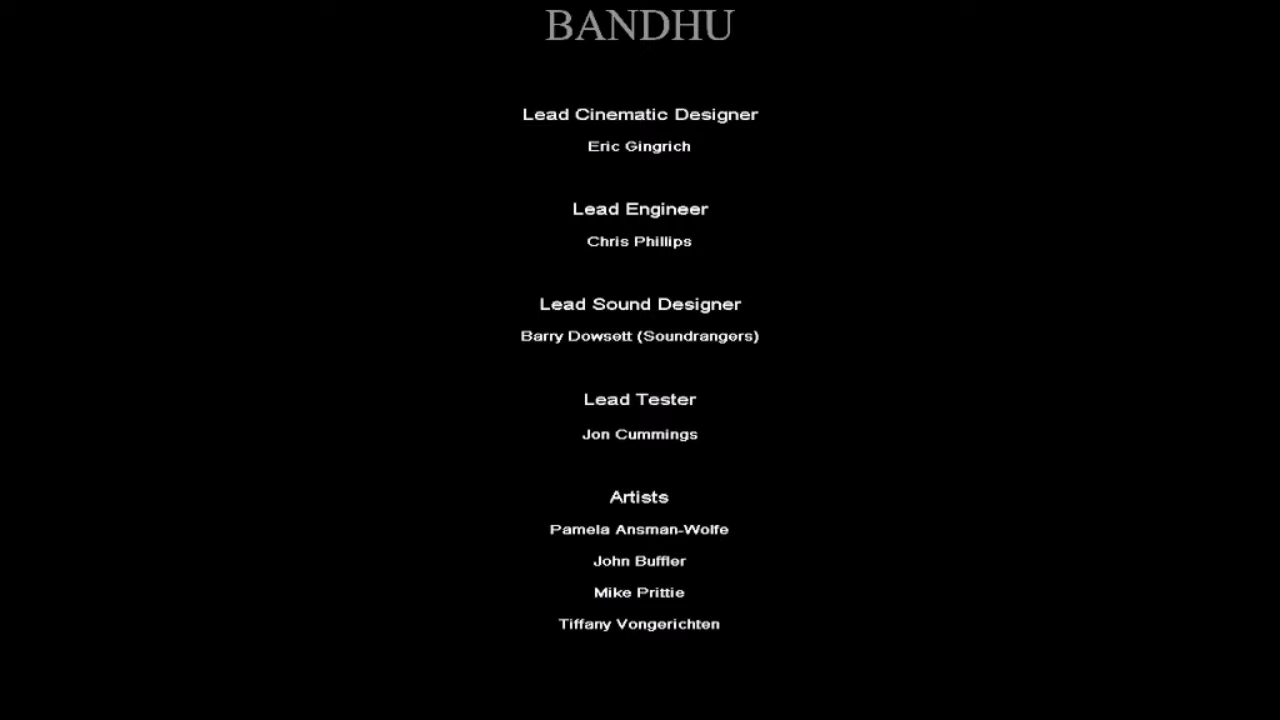 BANDHU
Lead Cinematic Designer
Eric Gingrich
Lead Engineer
Chris Phillips
Lead Sound Designer
Barry Dowsett (Soundrangers)
Lead Tester
Jon Cummings
Artists
Pamela Ansman-Wolfe
John Buffler
Mike Prittie
Tiffany Vongerichten